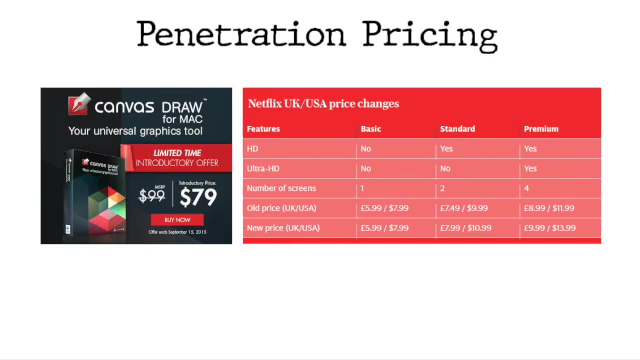 Penetration Pricing
canvas DRAW™
for MAC
Your universal graphics tool
LIMITED TIME
INTRODUCTORY OFFER
canvas DRAW
MSRP
$99
Introductory Price:
$79
BUY NOW
Offer ends September 15, 2015
Netflix UK/USA price changes
Features Basic Standard Premium
HD No Yes Yes
Ultra-HD No No Yes
Number of screens 1 2 4
Old price (UK/USA) £5.99 / $7.99 £7.49 / $9.99 £8.99 / $11.99
New price (UK/USA) £5.99 / $7.99 £7.99 / $10.99 £9.99 / $13.99